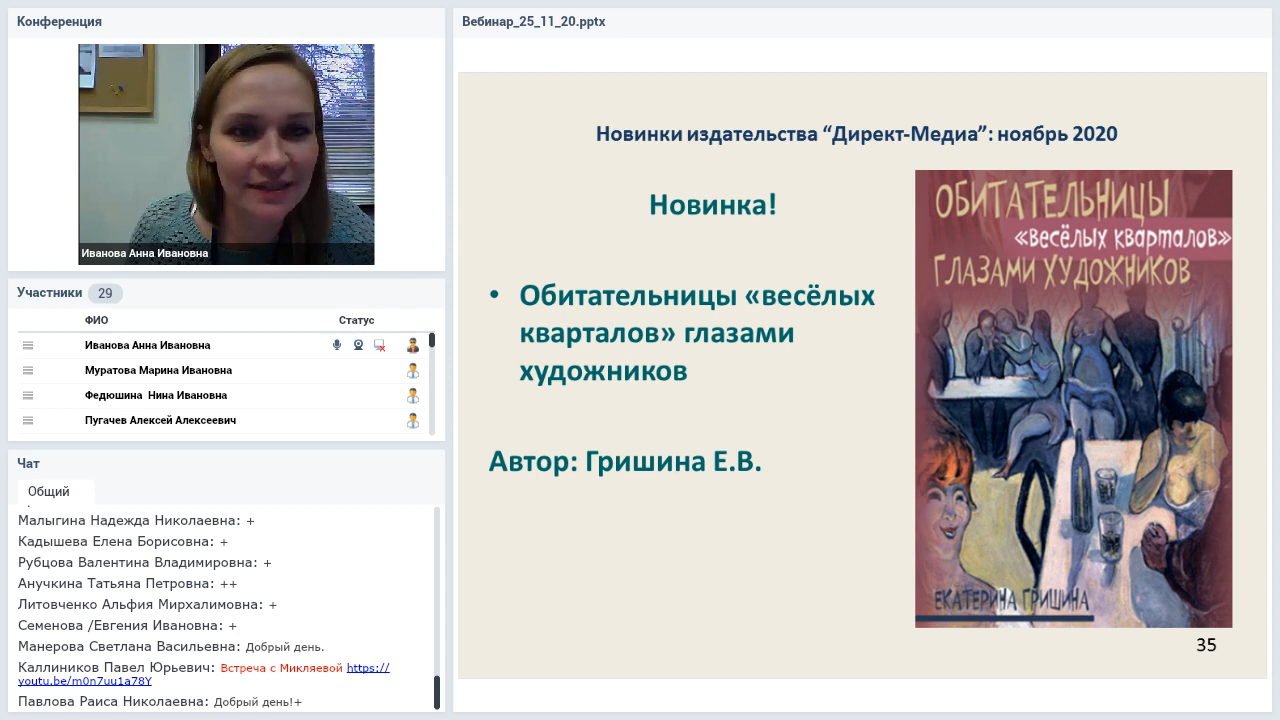 Конференция
Иванова Анна Ивановна
Участники 29
ФИО Статус
Иванова Анна Ивановна
Муратова Марина Ивановна
Федюшина Нина Ивановна
Пугачев Алексей Алексеевич
Чат
Общий
Малыгина Надежда Николаевна: +
Кадышева Елена Борисовна: +
Рубцова Валентина Владимировна: +
Анучкина Татьяна Петровна: ++
Литовченко Альфия Мирхалимовна: +
Семенова /Евгения Ивановна: +
Манерова Светлана Васильевна: Добрый день.
Каллиников Павел Юрьевич: Встреча с Микляевой https://
youtu.be/m0n7uu1a78Y
Павлова Раиса Николаевна: Добрый день!+
Вебинар_25_11_20.pptx
Новинки издательства “Директ-Медиа”: ноябрь 2020
Новинка!
• Обитательницы «весёлых
кварталов» глазами
художников
Автор: Гришина Е.В.
ОБИТАТЕЛЬНИЦЫ
«весёлых кварталов»
ГЛАЗАМИ ХУДОЖНИКОВ
ЕКАТЕРИНА ГРИШИНА
35